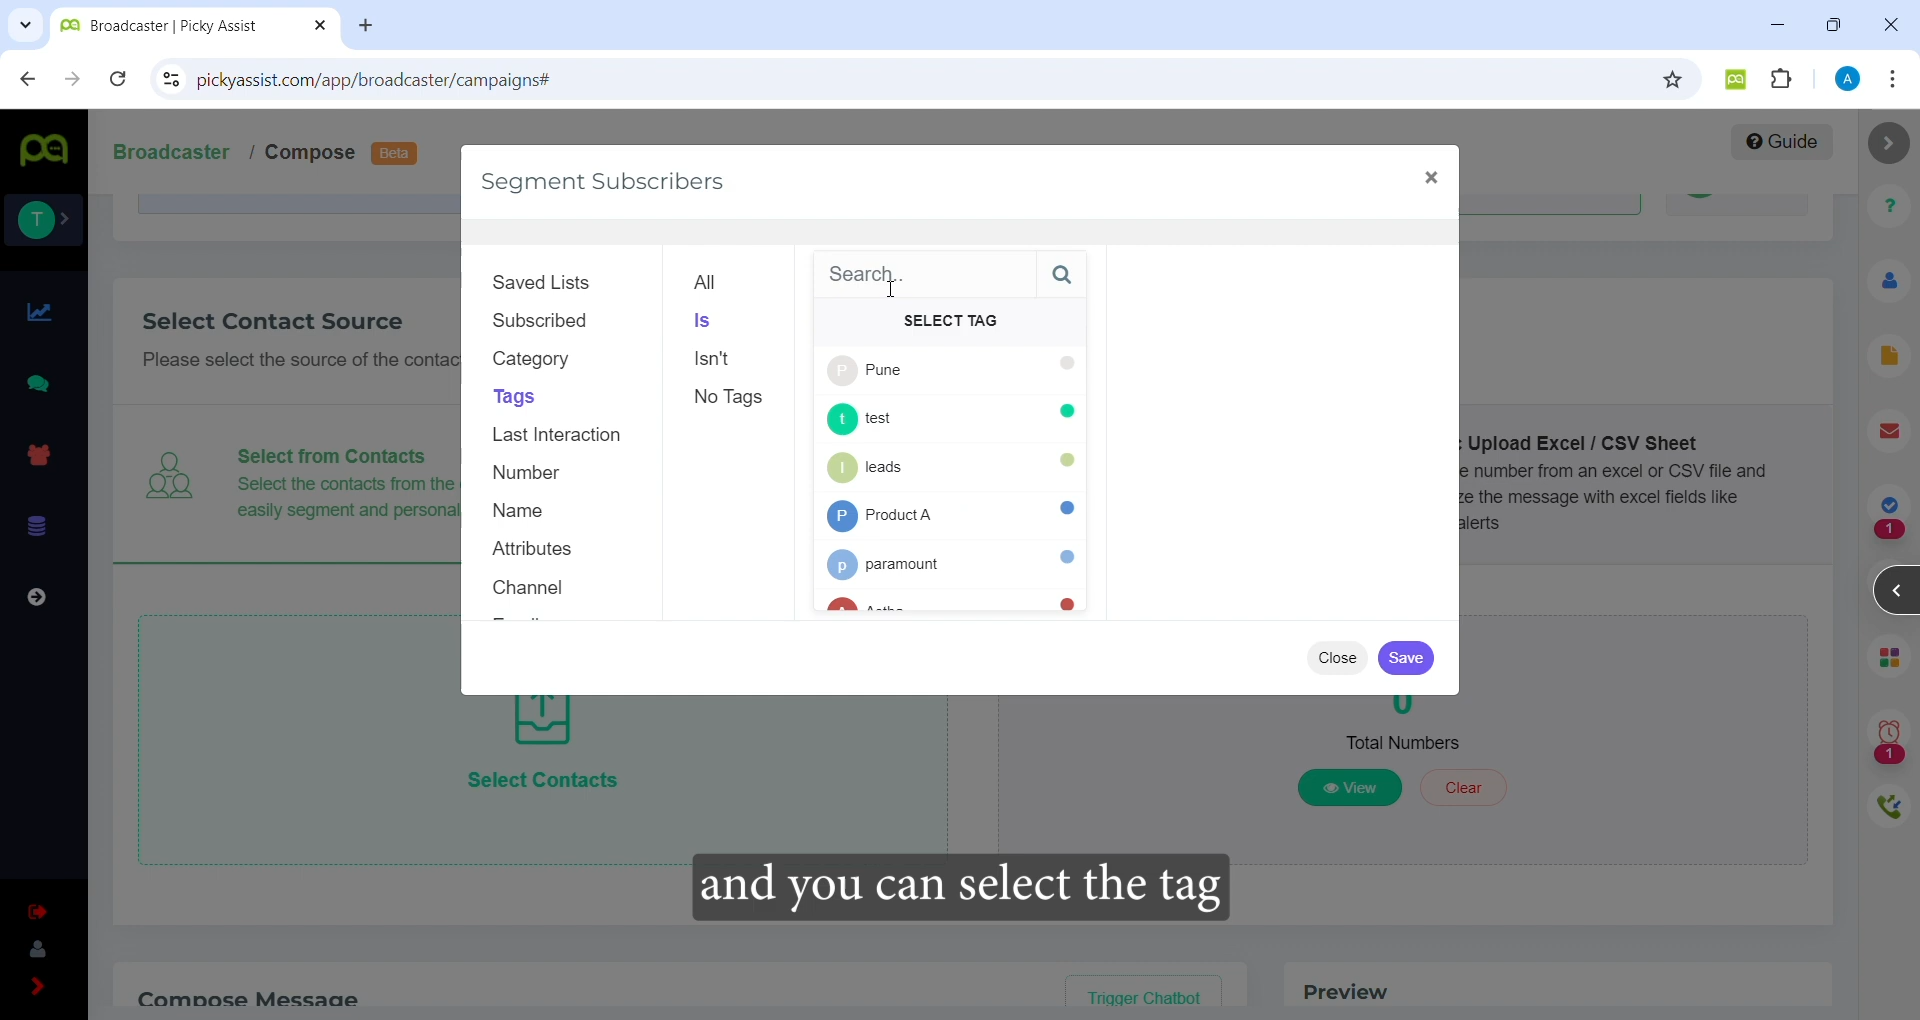 Broadcaster | Picky Assist
pickyassist.com/app/broadcaster/campaigns#
A
Broadcaster / Compose Beta
Guide
T
Segment Subscribers
Select Contact Source
Please select the source of the contac
Select from Contacts
Select the contacts from the
easily segment and personal
Upload Excel / CSV Sheet
e number from an excel or CSV file and
ze the message with excel fields like
alerts
Saved Lists
Subscribed
Category
Tags
Last Interaction
Number
Name
Attributes
Channel
All
Is
Isn't
No Tags
Search..
SELECT TAG
P Pune
t test
l leads
P Product A
p paramount
Close
Save
1
1
Select Contacts
0
Total Numbers
View
Clear
and you can select the tag
Compose Message
Trigger Chatbot
Preview